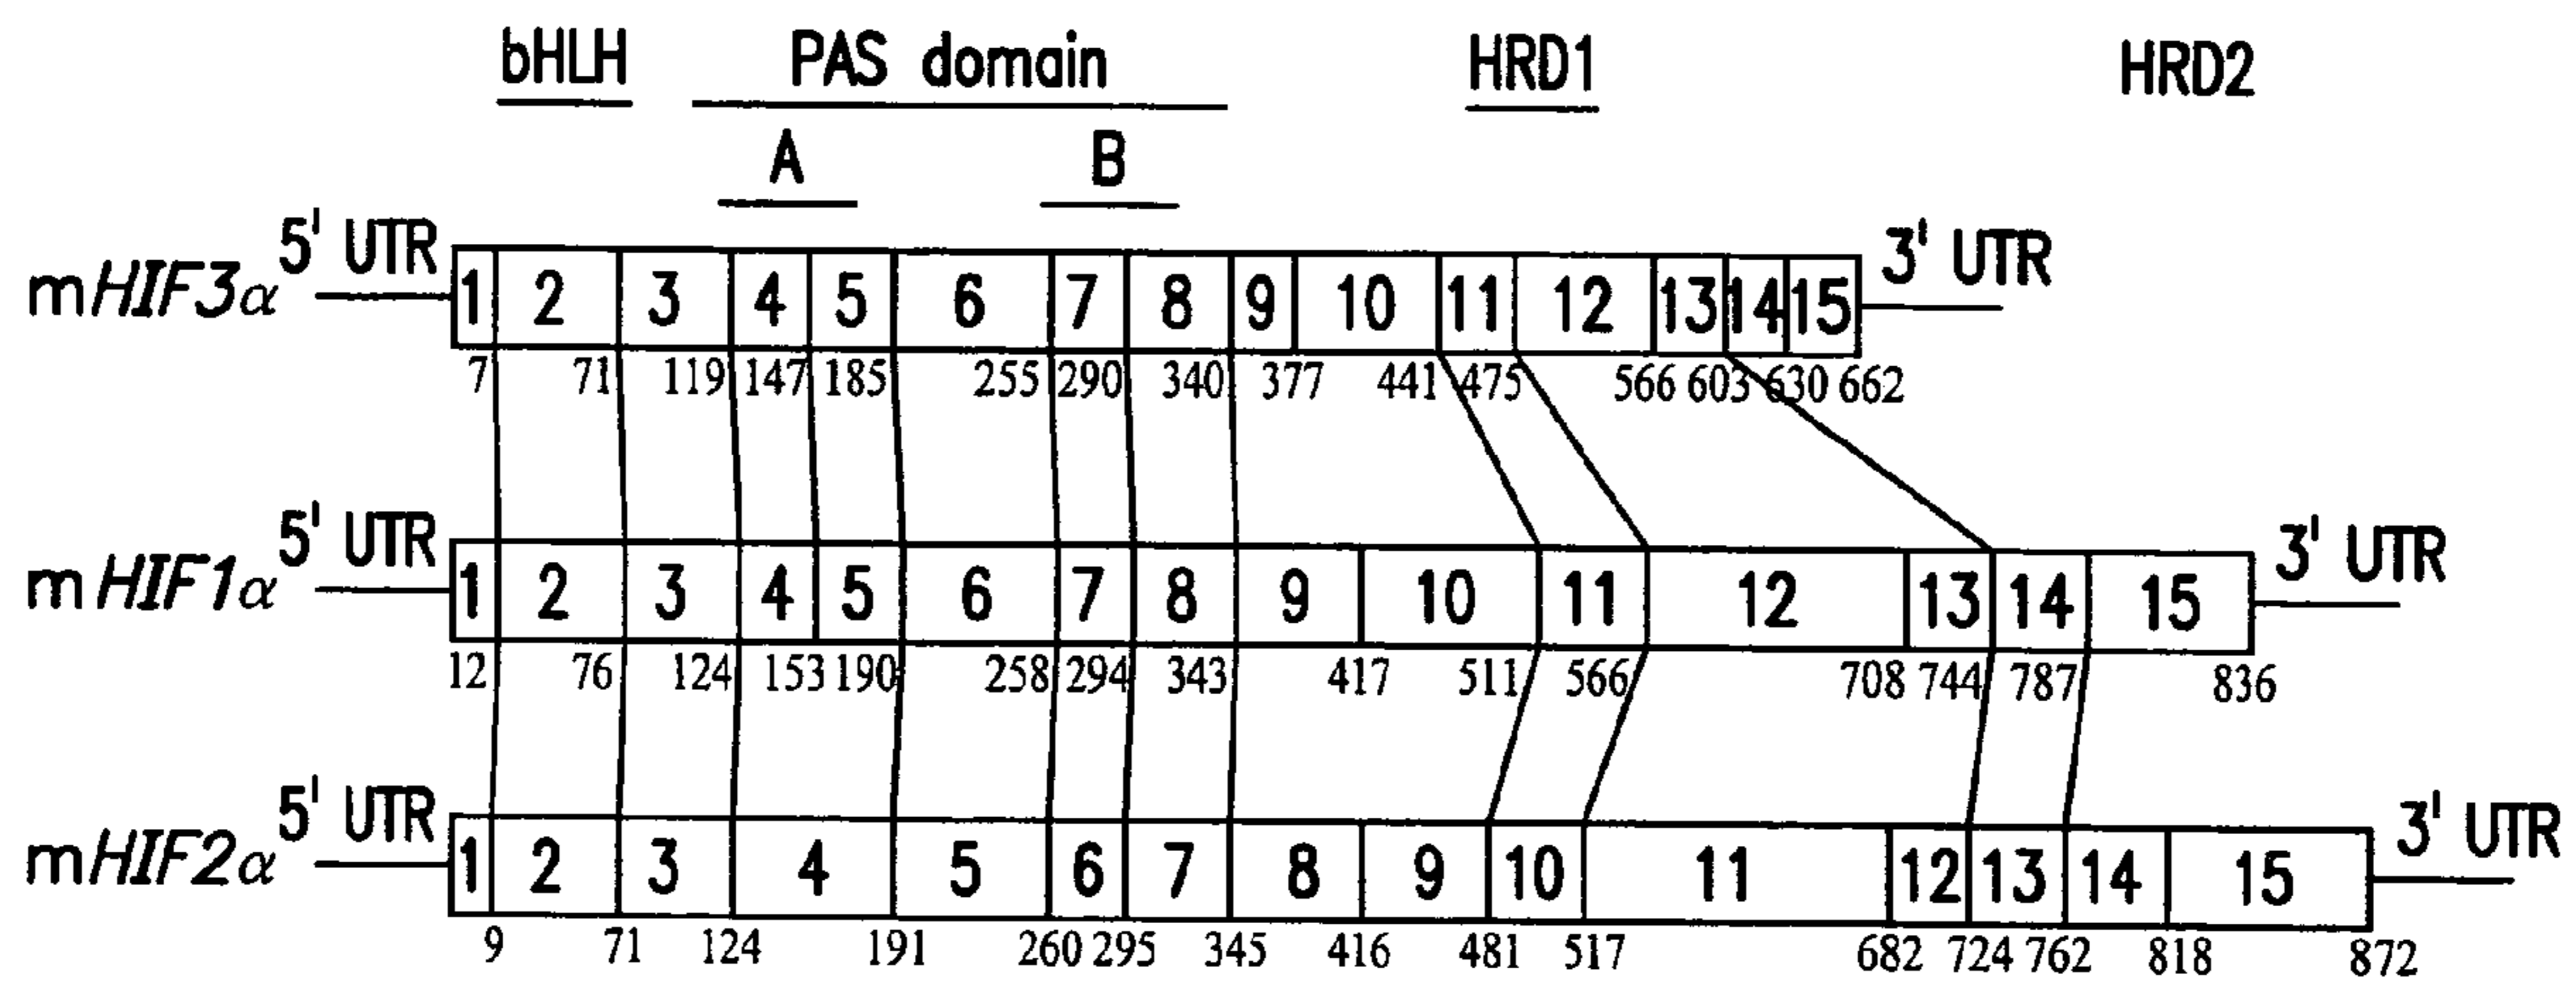 bHLH PAS domain HRD1 HRD2
A B
mHIF3α 5' UTR 1 2 3 4 5 6 7 8 9 10 11 12 13 14 15 3' UTR
7 71 119 147 185 255 290 340 377 441 475 566 603 630 662
mHIF1α 5' UTR 1 2 3 4 5 6 7 8 9 10 11 12 13 14 15 3' UTR
12 76 124 153 190 258 294 343 417 511 566 708 744 787 836
mHIF2α 5' UTR 1 2 3 4 5 6 7 8 9 10 11 12 13 14 15 3' UTR
9 71 124 191 260 295 345 416 481 517 682 724 762 818 872